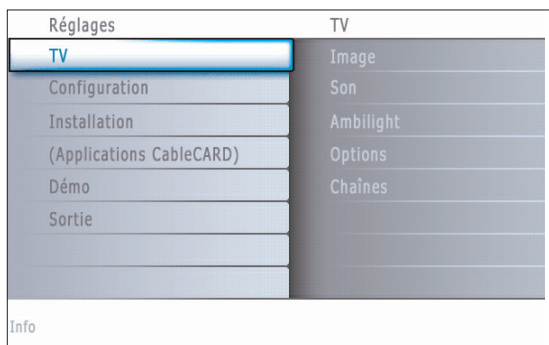 Réglages
TV
Configuration
Installation
(Applications CableCARD)
Démo
Sortie
TV
Image
Son
Ambilight
Options
Chaînes
Info